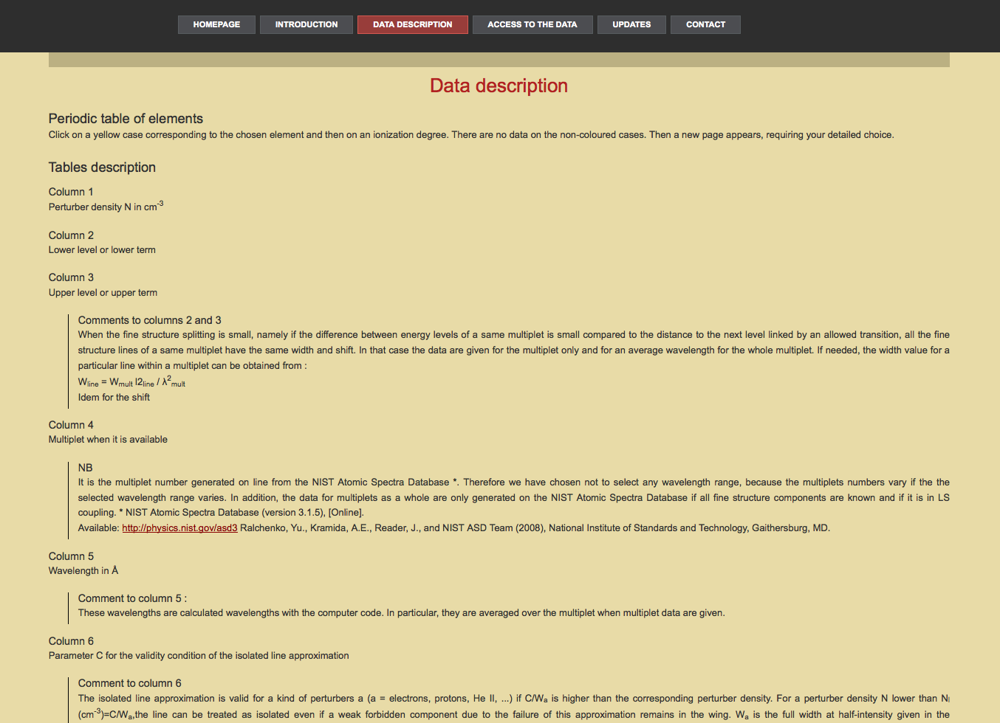 HOMEPAGE INTRODUCTION DATA DESCRIPTION ACCESS TO THE DATA UPDATES CONTACT
Data description
Periodic table of elements
Click on a yellow case corresponding to the chosen element and then on an ionization degree. There are no data on the non-coloured cases. Then a new page appears, requiring your detailed choice.
Tables description
Column 1
Perturber density N in cm-3
Column 2
Lower level or lower term
Column 3
Upper level or upper term
Comments to columns 2 and 3
When the fine structure splitting is small, namely if the difference between energy levels of a same multiplet is small compared to the distance to the next level linked by an allowed transition, all the fine
structure lines of a same multiplet have the same width and shift. In that case the data are given for the multiplet only and for an average wavelength for the whole multiplet. If needed, the width value for a
particular line within a multiplet can be obtained from :
Wline = Wmult l2line / λ2mult
Idem for the shift
Column 4
Multiplet when it is available
NB
It is the multiplet number generated on line from the NIST Atomic Spectra Database *. Therefore we have chosen not to select any wavelength range, because the multiplets numbers vary if the the
selected wavelength range varies. In addition, the data for multiplets as a whole are only generated on the NIST Atomic Spectra Database if all fine structure components are known and if it is in LS
coupling. * NIST Atomic Spectra Database (version 3.1.5), [Online].
Available: http://physics.nist.gov/asd3 Ralchenko, Yu., Kramida, A.E., Reader, J., and NIST ASD Team (2008), National Institute of Standards and Technology, Gaithersburg, MD.
Column 5
Wavelength in Å
Comment to column 5 :
These wavelengths are calculated wavelengths with the computer code. In particular, they are averaged over the multiplet when multiplet data are given.
Column 6
Parameter C for the validity condition of the isolated line approximation
Comment to column 6
The isolated line approximation is valid for a kind of perturbers a (a = electrons, protons, He II, ...) if C/Wa is higher than the corresponding perturber density. For a perturber density N lower than Nl
(cm-3)=C/Wa,the line can be treated as isolated even if a weak forbidden component due to the failure of this approximation remains in the wing. Wa is the full width at half-intensity given in the